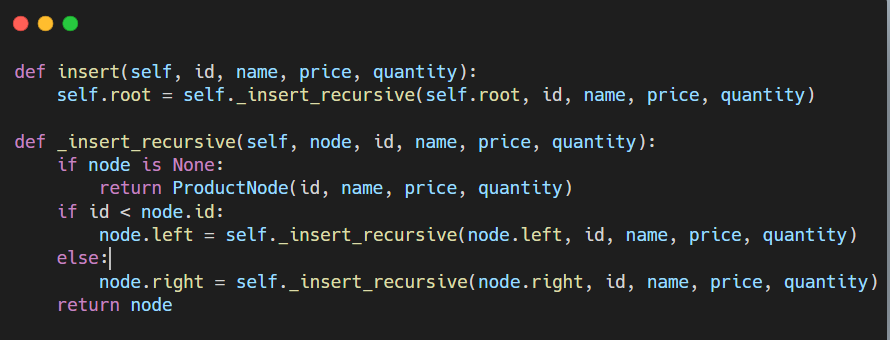 def insert(self, id, name, price, quantity):
    self.root = self._insert_recursive(self.root, id, name, price, quantity)

def _insert_recursive(self, node, id, name, price, quantity):
    if node is None:
        return ProductNode(id, name, price, quantity)
    if id < node.id:
        node.left = self._insert_recursive(node.left, id, name, price, quantity)
    else:
        node.right = self._insert_recursive(node.right, id, name, price, quantity)
    return node